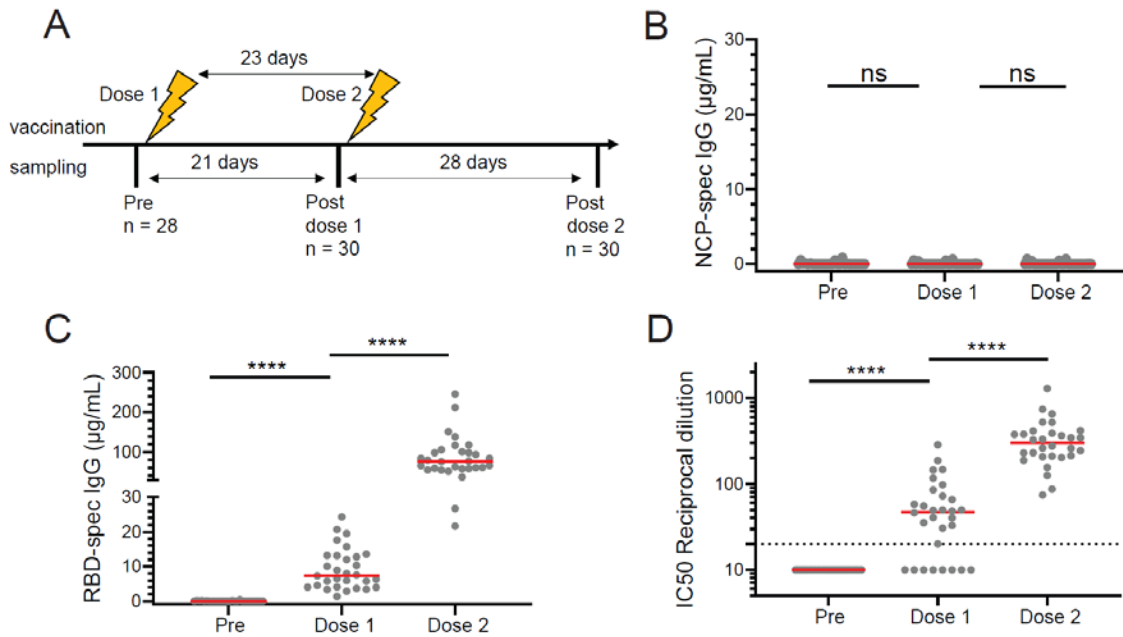 A
23 days
Dose 1
Dose 2
vaccination
sampling
21 days
28 days
Pre
n = 28
Post
dose 1
n = 30
Post
dose 2
n = 30
B
NCP-spec IgG (µg/mL)
30
20
10
0
ns
ns
Pre
Dose 1
Dose 2
C
RBD-spec IgG (µg/mL)
300
200
100
30
20
10
0
****
****
Pre
Dose 1
Dose 2
D
IC50 Reciprocal dilution
1000
100
10
****
****
Pre
Dose 1
Dose 2